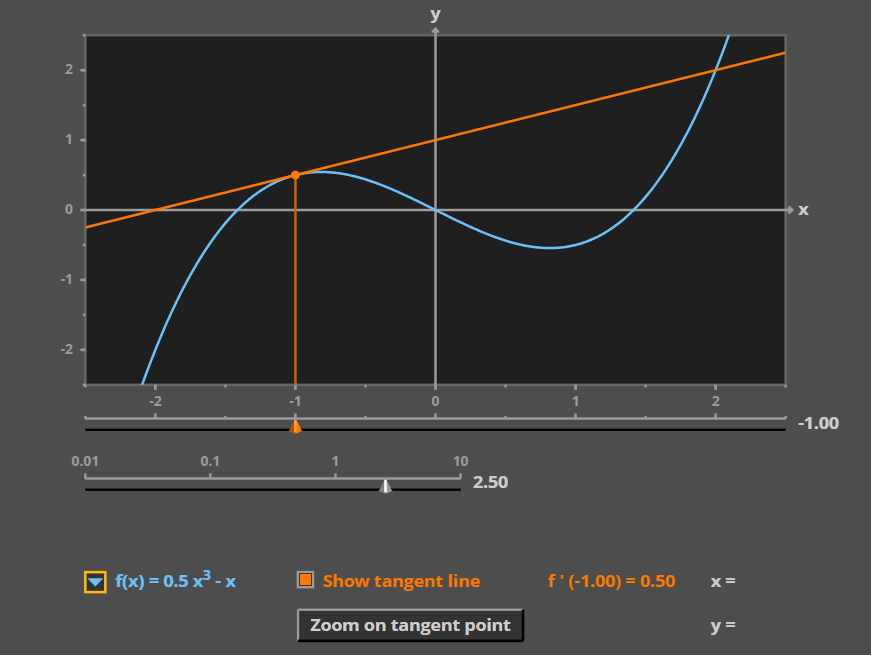 y
2
1
0
-1
-2
x
-2 -1 0 1 2
-1.00
0.01 0.1 1 10
2.50
f(x) = 0.5 x³ - x Show tangent line f ' (-1.00) = 0.50 x =
Zoom on tangent point y =